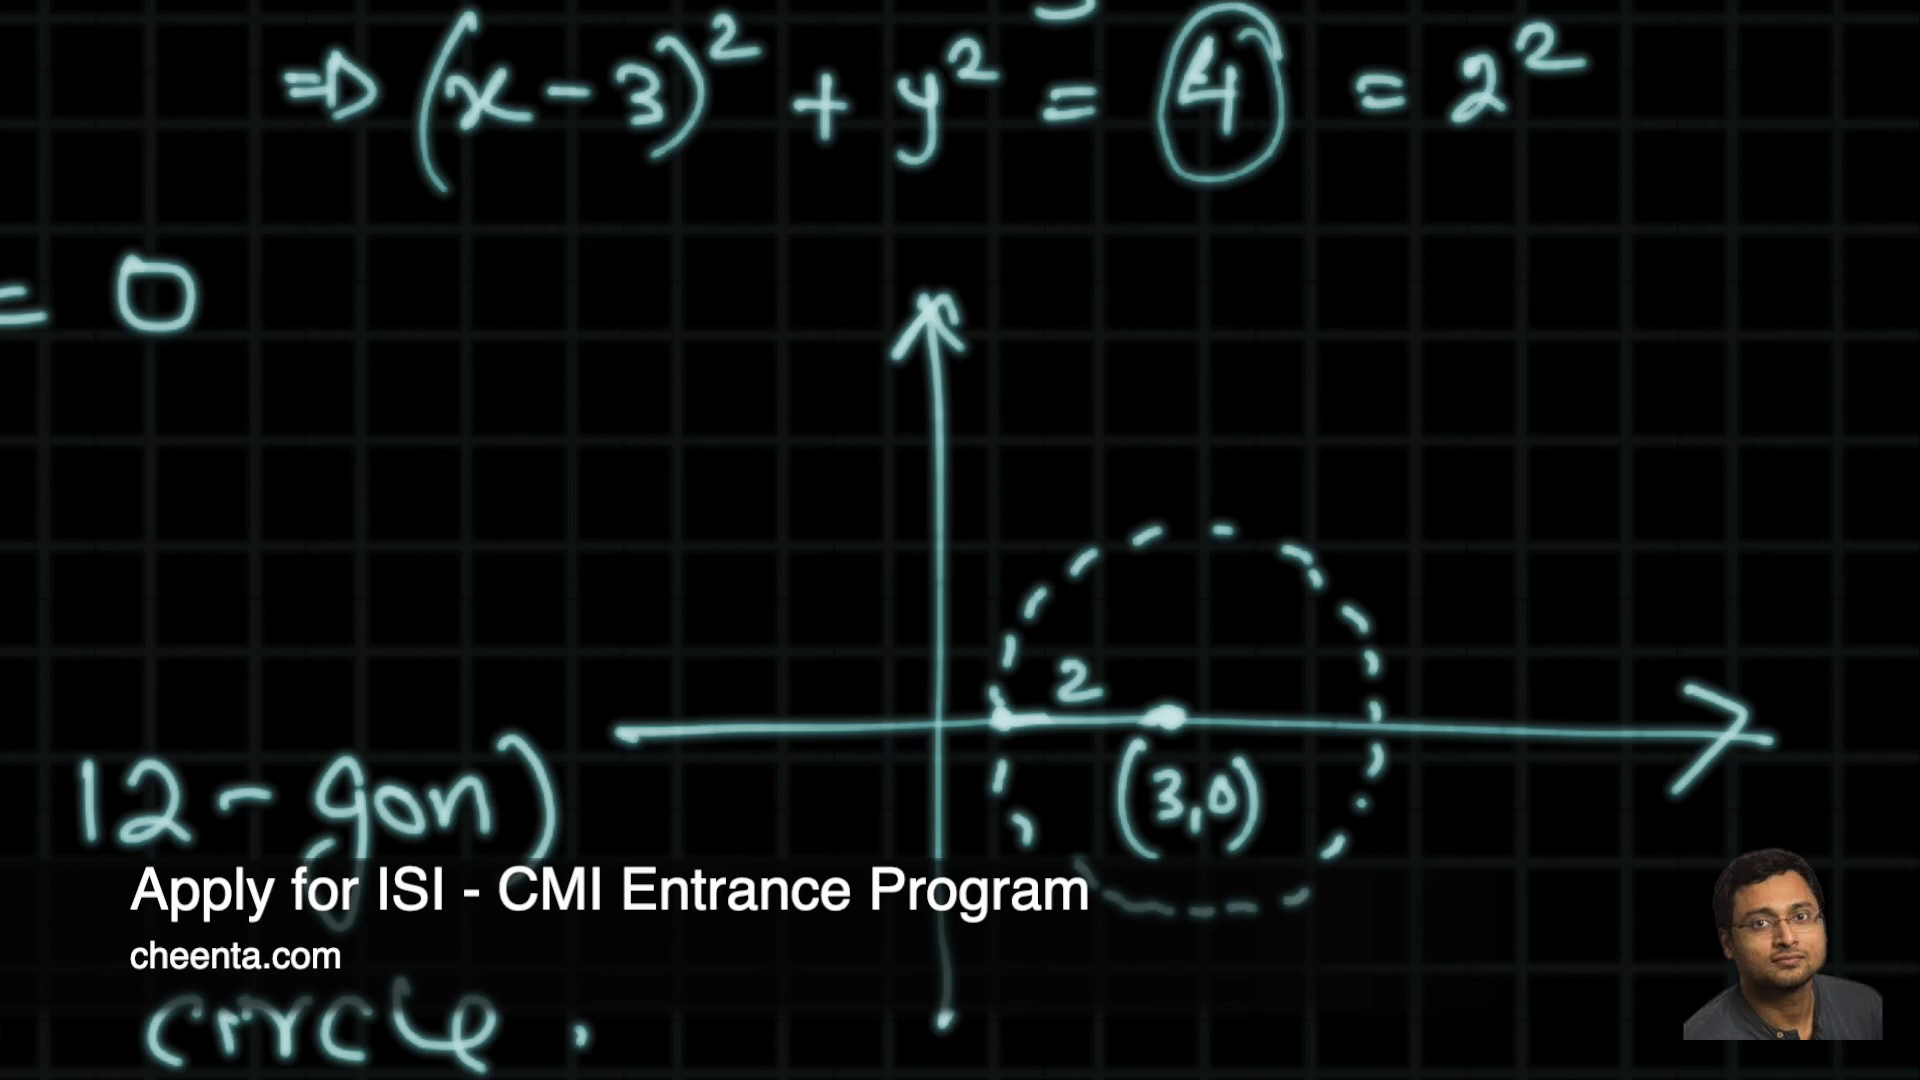 ⇒ (x - 3)² + y² = 4 = 2²
= 0
2
(3,0)
12-gon)
Apply for ISI - CMI Entrance Program
cheenta.com
circle.